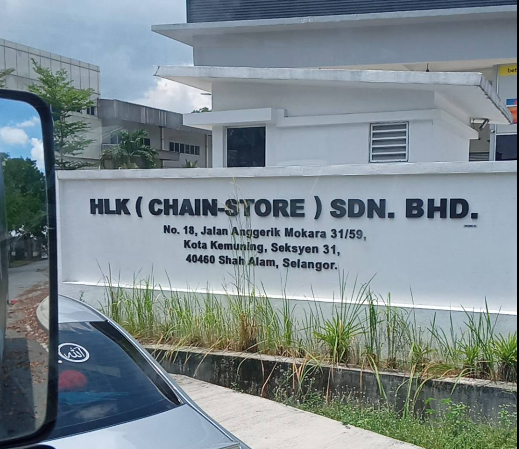 HLK ( CHAIN-STORE ) SDN. BHD.
No. 18, Jalan Anggerik Mokara 31/59,
Kota Kemuning, Seksyen 31,
40460 Shah Alam, Selangor.